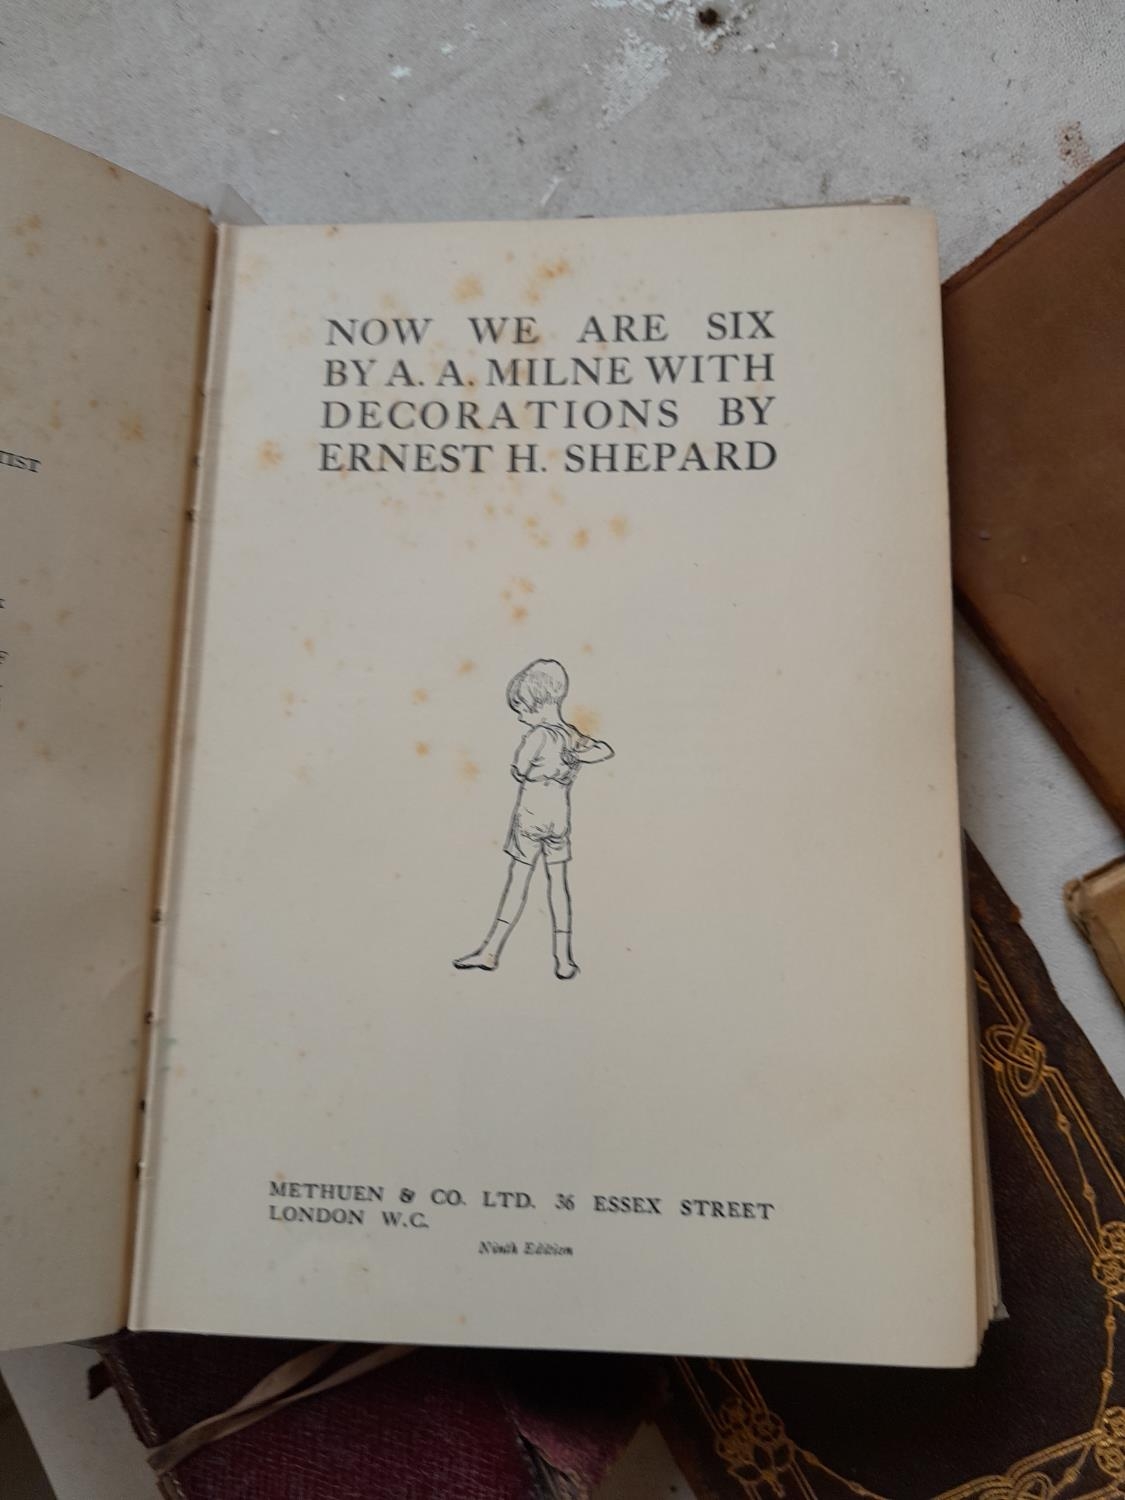 NOW WE ARE SIX
BY A. A. MILNE WITH
DECORATIONS BY
ERNEST H. SHEPARD
METHUEN & CO. LTD. 36 ESSEX STREET
LONDON W.C.
Ninth Edition